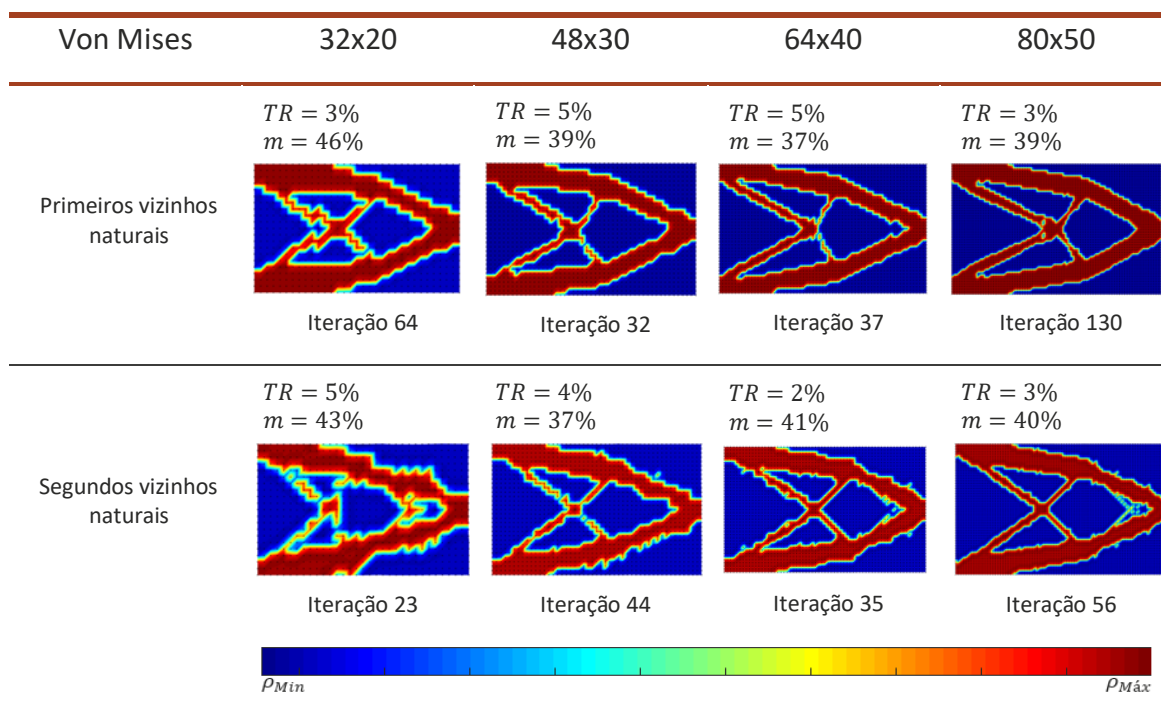 Von Mises 32x20 48x30 64x40 80x50
𝑇𝑅 = 3% 𝑇𝑅 = 5% 𝑇𝑅 = 5% 𝑇𝑅 = 3%
𝑚 = 46% 𝑚 = 39% 𝑚 = 37% 𝑚 = 39%
Primeiros vizinhos
naturais
Iteração 64 Iteração 32 Iteração 37 Iteração 130
𝑇𝑅 = 5% 𝑇𝑅 = 4% 𝑇𝑅 = 2% 𝑇𝑅 = 3%
𝑚 = 43% 𝑚 = 37% 𝑚 = 41% 𝑚 = 40%
Segundos vizinhos
naturais
Iteração 23 Iteração 44 Iteração 35 Iteração 56
𝜌𝑀𝑖𝑛 𝜌𝑀á𝑥